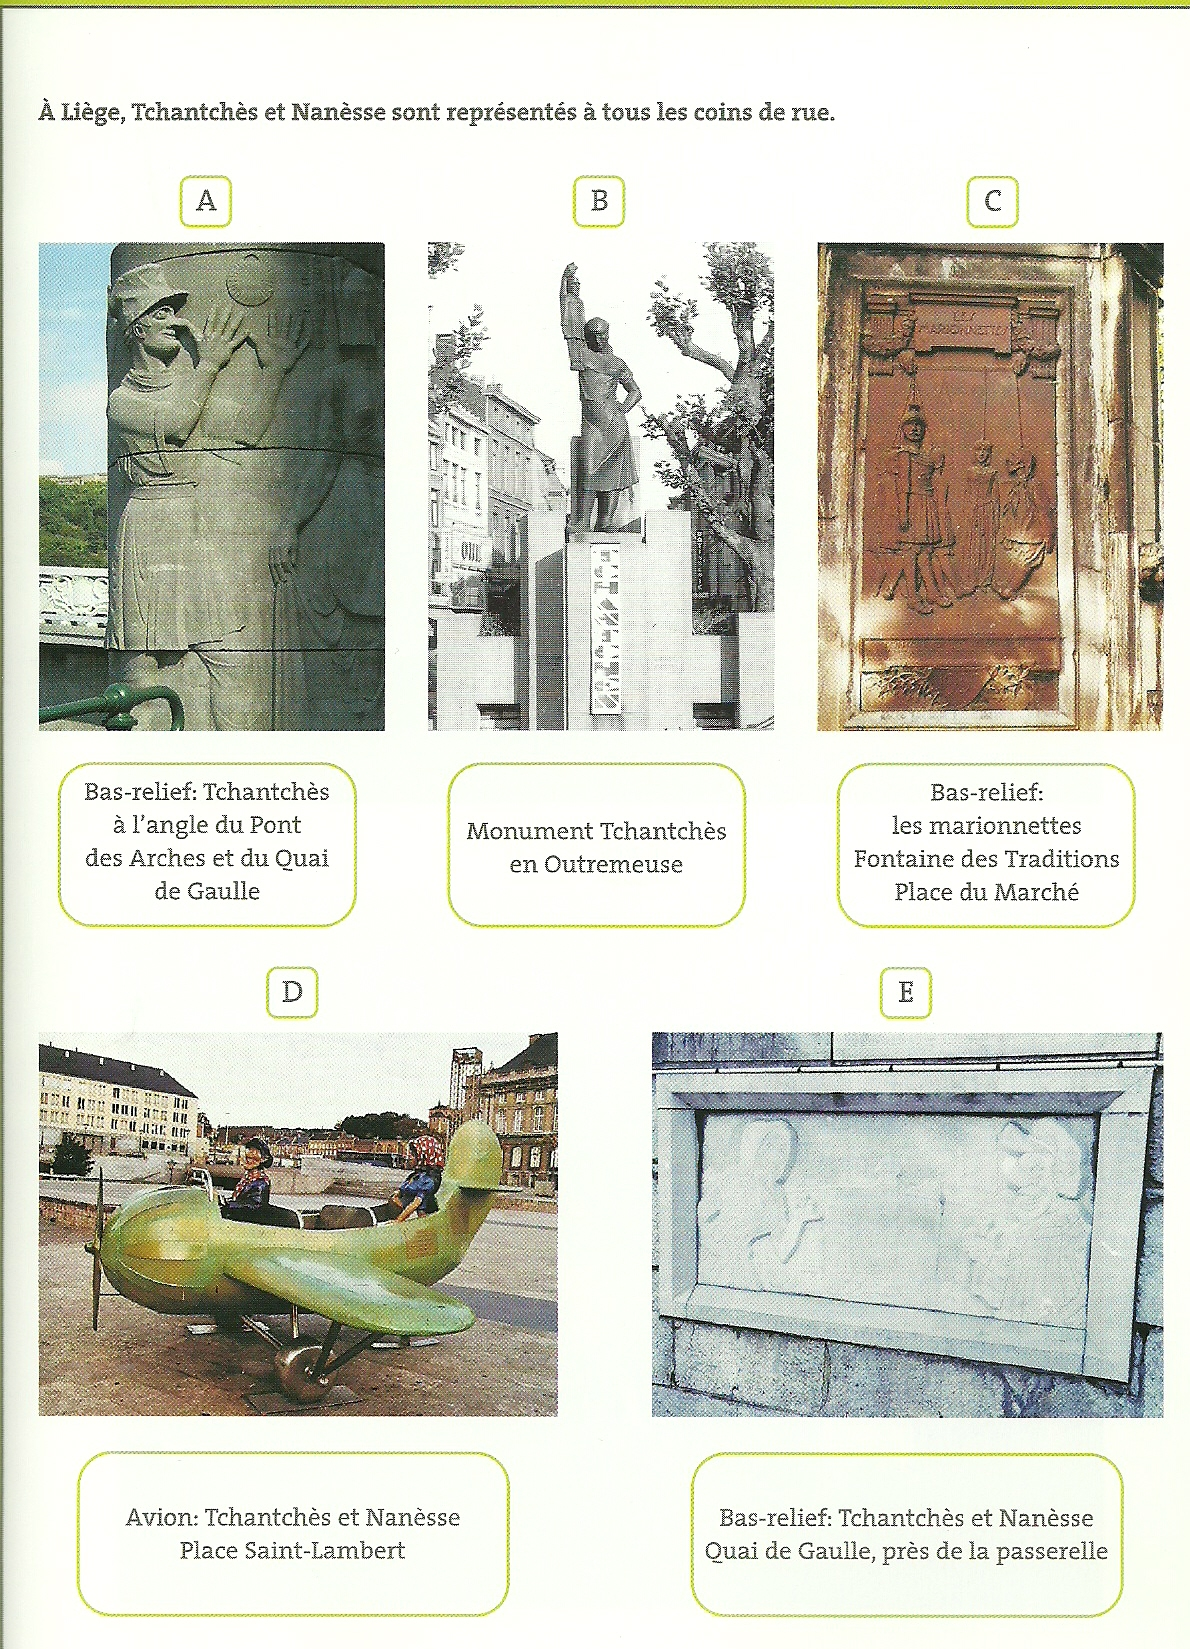 À Liège, Tchantchès et Nanèsse sont représentés à tous les coins de rue.
A
B
C
LES
MARIONNETTES
Bas-relief: Tchantchès
à l'angle du Pont
des Arches et du Quai
de Gaulle
Monument Tchantchès
en Outremeuse
Bas-relief:
les marionnettes
Fontaine des Traditions
Place du Marché
D
E
Avion: Tchantchès et Nanèsse
Place Saint-Lambert
Bas-relief: Tchantchès et Nanèsse
Quai de Gaulle, près de la passerelle